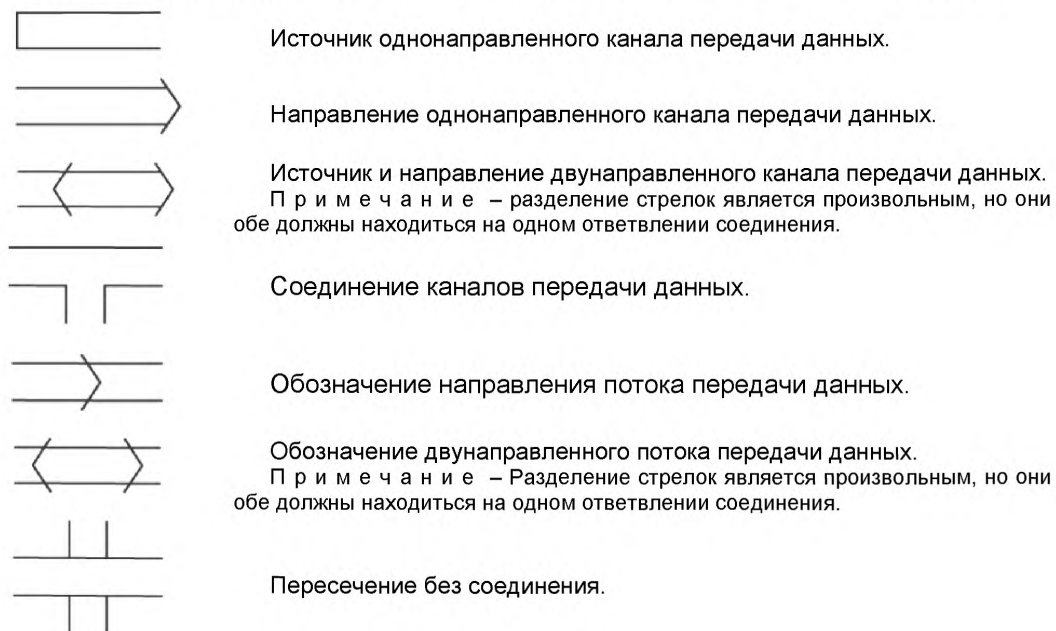 Источник однонаправленного канала передачи данных.
Направление однонаправленного канала передачи данных.
Источник и направление двунаправленного канала передачи данных.
П р и м е ч а н и е – разделение стрелок является произвольным, но они
обе должны находиться на одном ответвлении соединения.
Соединение каналов передачи данных.
Обозначение направления потока передачи данных.
Обозначение двунаправленного потока передачи данных.
П р и м е ч а н и е – Разделение стрелок является произвольным, но они
обе должны находиться на одном ответвлении соединения.
Пересечение без соединения.